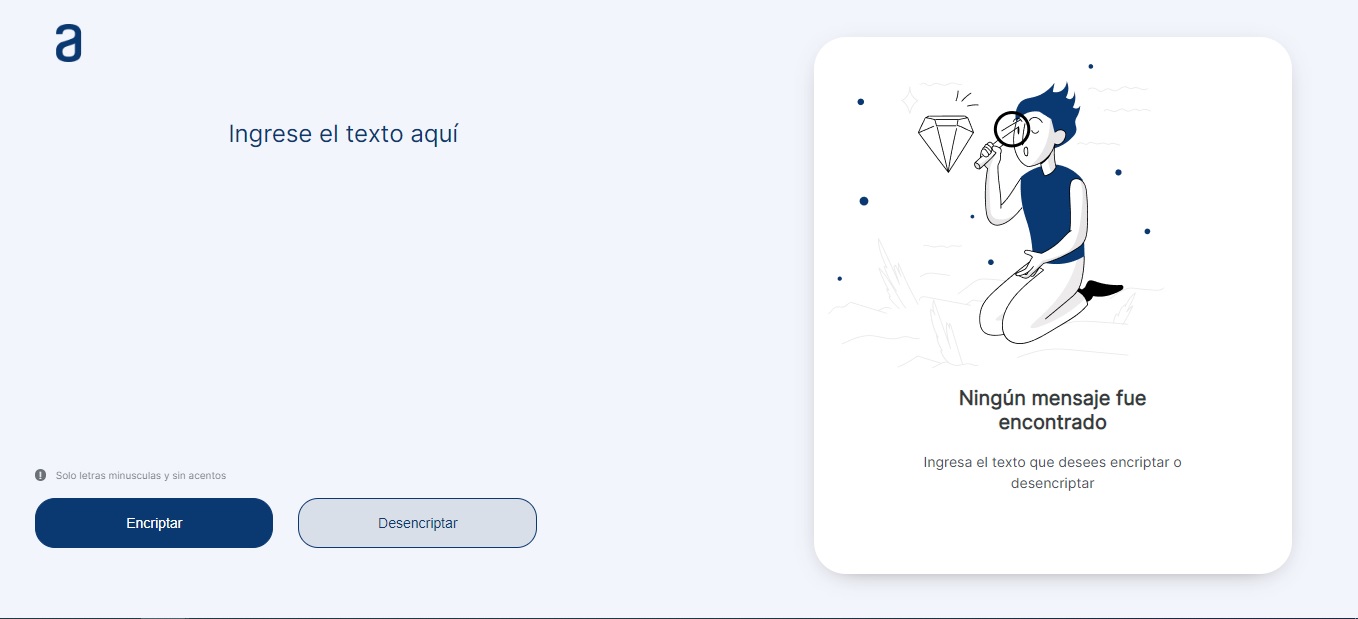 a
Ingrese el texto aquí
Solo letras minusculas y sin acentos
Encriptar
Desencriptar
Ningún mensaje fue
encontrado
Ingresa el texto que desees encriptar o
desencriptar